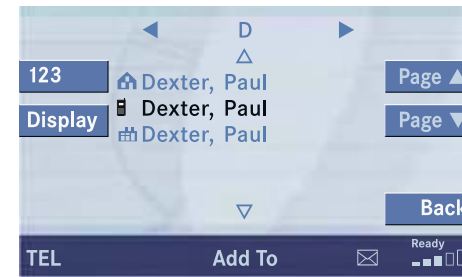 D
123
Dexter, Paul
Page
Display
Dexter, Paul
Page
Dexter, Paul
Back
TEL
Add To
Ready